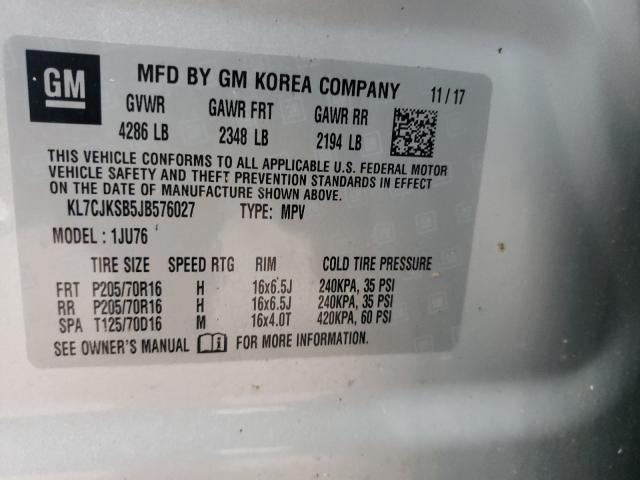 GM
MFD BY GM KOREA COMPANY 11/17
GVWR GAWR FRT GAWR RR
4286 LB 2348 LB 2194 LB
THIS VEHICLE CONFORMS TO ALL APPLICABLE U.S. FEDERAL MOTOR
VEHICLE SAFETY AND THEFT PREVENTION STANDARDS IN EFFECT
ON THE DATE OF MANUFACTURE SHOWN ABOVE.
KL7CJKSB5JB576027 TYPE: MPV
MODEL: 1JU76
TIRE SIZE SPEED RTG RIM COLD TIRE PRESSURE
FRT P205/70R16 H 16x6.5J 240KPA, 35 PSI
RR P205/70R16 H 16x6.5J 240KPA, 35 PSI
SPA T125/70D16 M 16x4.0T 420KPA, 60 PSI
SEE OWNER'S MANUAL FOR MORE INFORMATION.